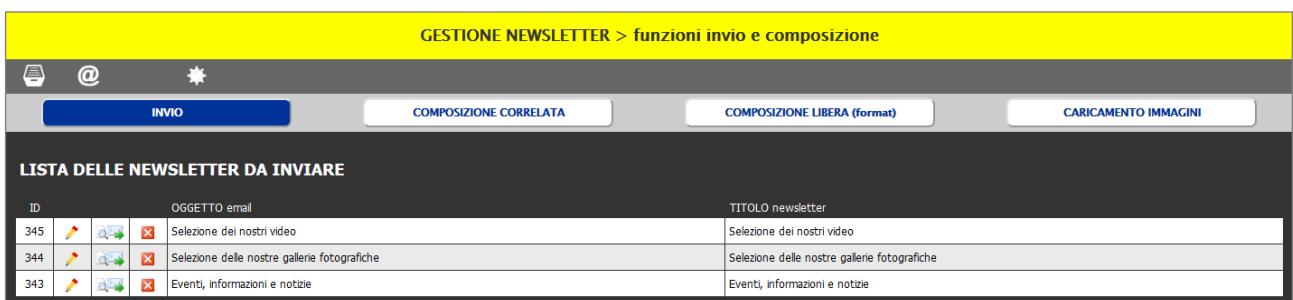 GESTIONE NEWSLETTER > funzioni invio e composizione
@
INVIO COMPOSIZIONE CORRELATA COMPOSIZIONE LIBERA (format) CARICAMENTO IMMAGINI
LISTA DELLE NEWSLETTER DA INVIARE
ID OGGETTO email TITOLO newsletter
345 Selezione dei nostri video Selezione dei nostri video
344 Selezione delle nostre gallerie fotografiche Selezione delle nostre gallerie fotografiche
343 Eventi, informazioni e notizie Eventi, informazioni e notizie